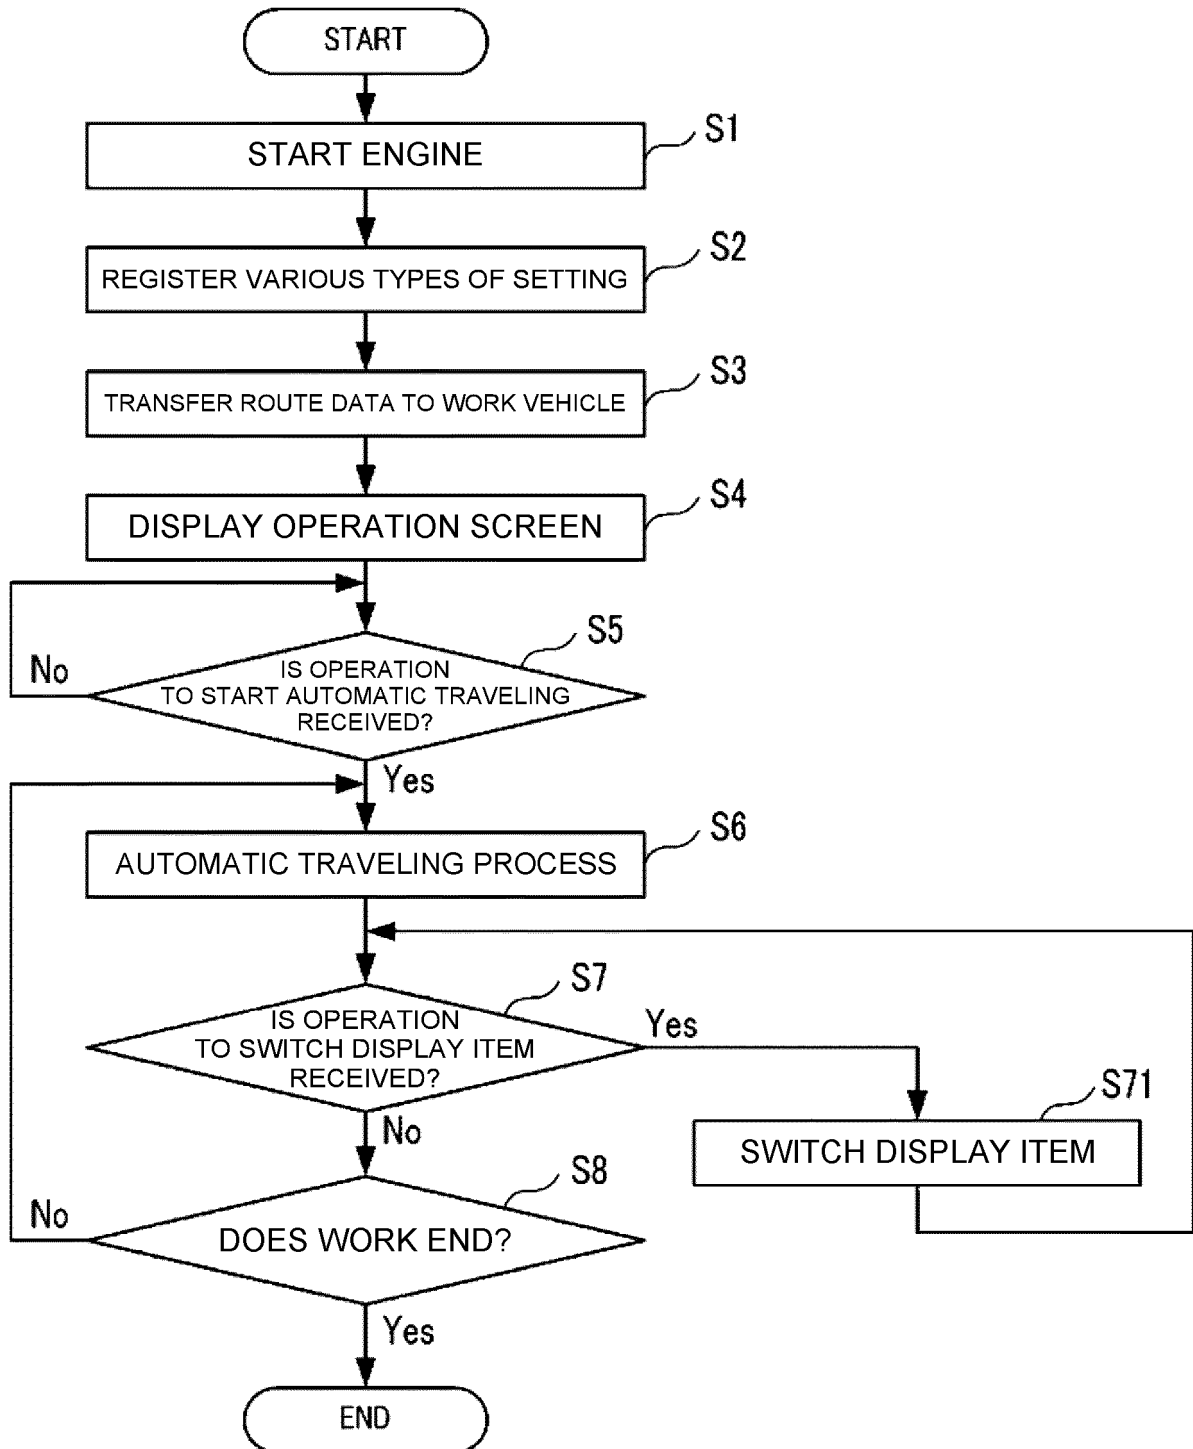 START
START ENGINE
S1
REGISTER VARIOUS TYPES OF SETTING
S2
TRANSFER ROUTE DATA TO WORK VEHICLE
S3
DISPLAY OPERATION SCREEN
S4
IS OPERATION
TO START AUTOMATIC TRAVELING
RECEIVED?
S5
No
Yes
AUTOMATIC TRAVELING PROCESS
S6
IS OPERATION
TO SWITCH DISPLAY ITEM
RECEIVED?
S7
Yes
SWITCH DISPLAY ITEM
S71
No
DOES WORK END?
S8
No
Yes
END